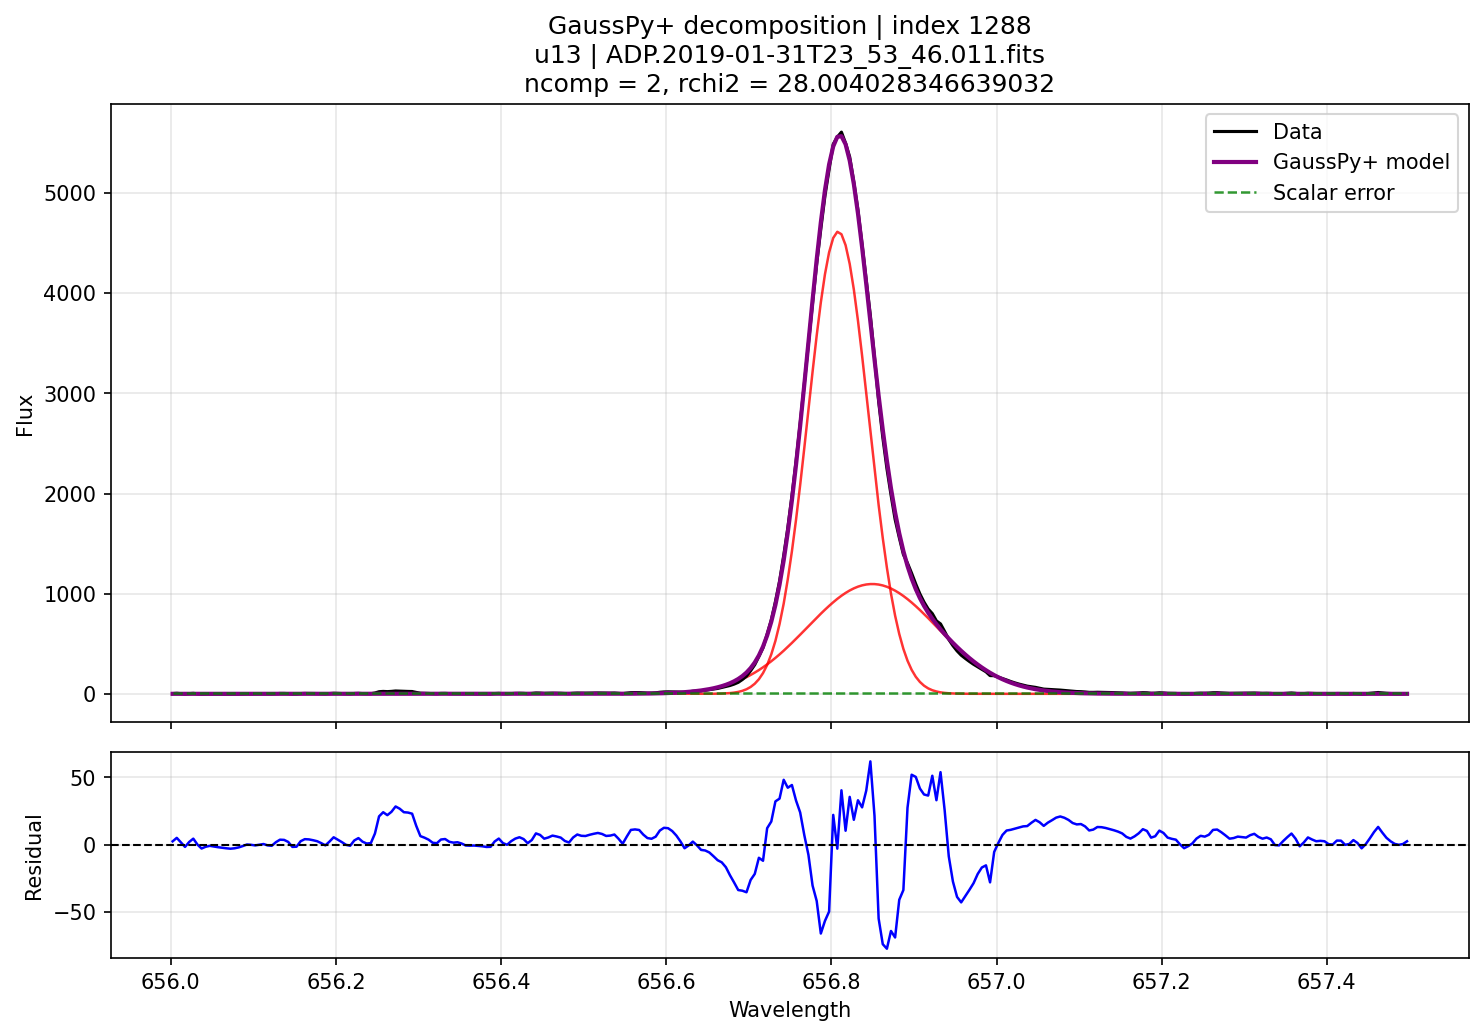 GaussPy+ decomposition | index 1288
u13 | ADP.2019-01-31T23_53_46.011.fits
ncomp = 2, rchi2 = 28.004028346639032
Data
GaussPy+ model
Scalar error
Flux
5000
4000
3000
2000
1000
0
Residual
50
0
−50
656.0
656.2
656.4
656.6
656.8
657.0
657.2
657.4
Wavelength